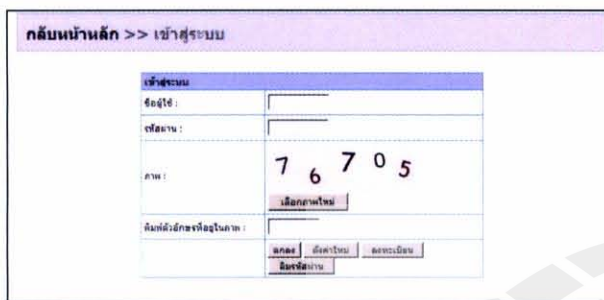 กลับหน้าหลัก >> เข้าสู่ระบบ
เข้าสู่ระบบ
ชื่อผู้ใช้ :
รหัสผ่าน :
ภาพ :
7 6 7 0 5
เลือกภาพใหม่
พิมพ์ตัวอักษรที่อยู่ในภาพ :
ตกลง ตั้งค่าใหม่ ลงทะเบียน
ลืมรหัสผ่าน